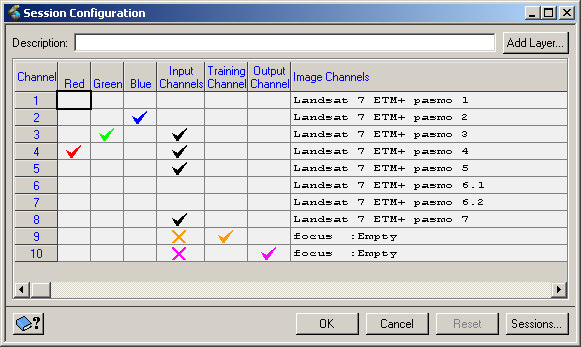 Session Configuration
Description:
Add Layer...
Channel Red Green Blue Input Channels Training Channel Output Channel Image Channels
1 Landsat 7 ETM+ pasmo 1
2 Landsat 7 ETM+ pasmo 2
3 Landsat 7 ETM+ pasmo 3
4 Landsat 7 ETM+ pasmo 4
5 Landsat 7 ETM+ pasmo 5
6 Landsat 7 ETM+ pasmo 6.1
7 Landsat 7 ETM+ pasmo 6.2
8 Landsat 7 ETM+ pasmo 7
9 focus :Empty
10 focus :Empty
? OK Cancel Reset Sessions...